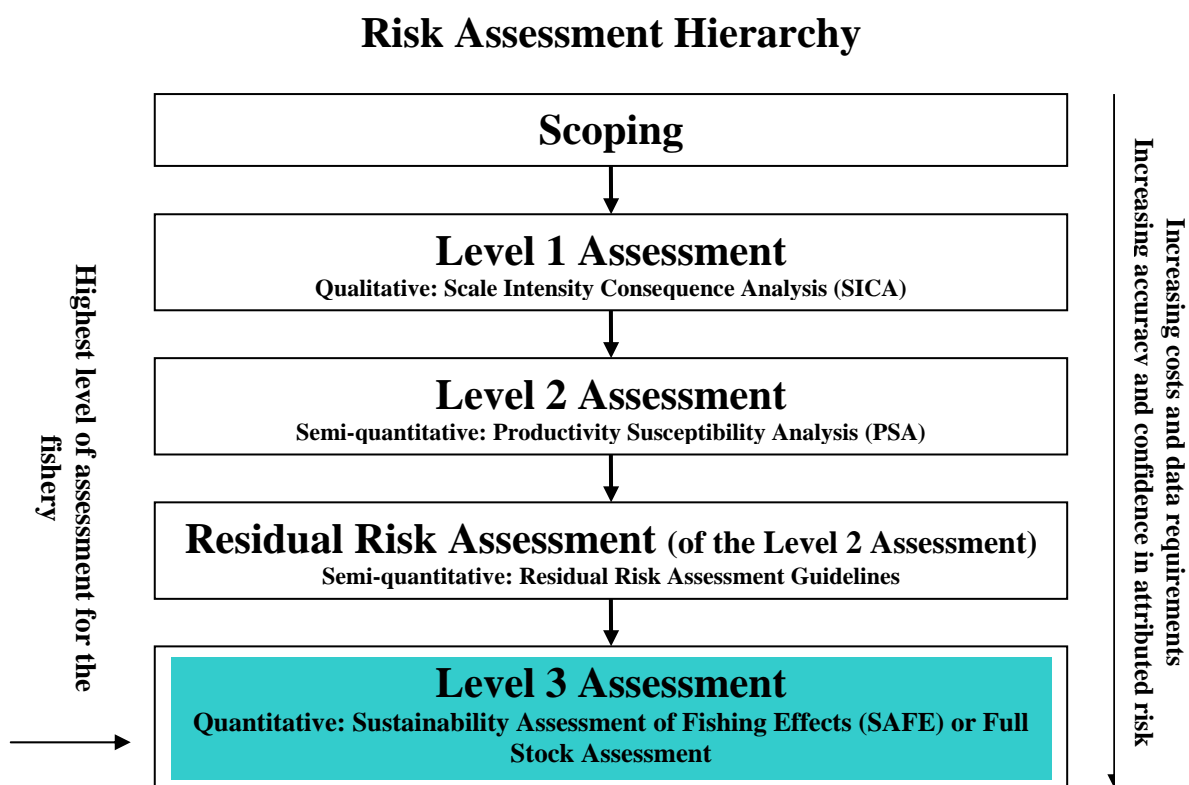 Risk Assessment Hierarchy
Scoping
Level 1 Assessment
Qualitative: Scale Intensity Consequence Analysis (SICA)
Level 2 Assessment
Semi-quantitative: Productivity Susceptibility Analysis (PSA)
Residual Risk Assessment (of the Level 2 Assessment)
Semi-quantitative: Residual Risk Assessment Guidelines
Level 3 Assessment
Quantitative: Sustainability Assessment of Fishing Effects (SAFE) or Full
Stock Assessment
Highest level of assessment for the
fishery
Increasing costs and data requirements
Increasing accuracy and confidence in attributed risk